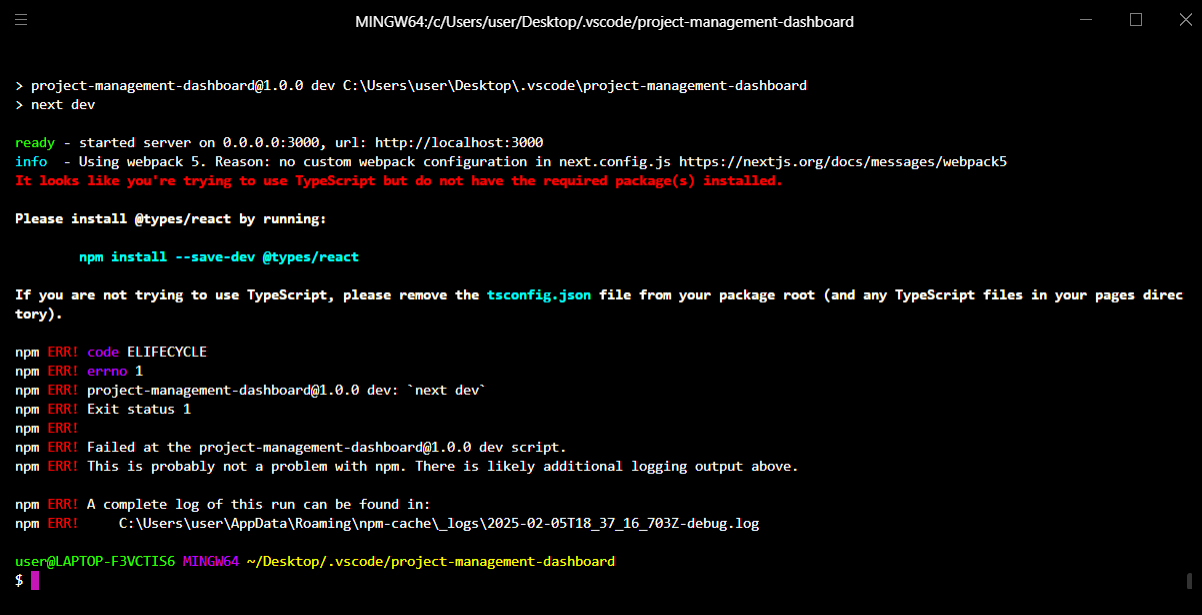 MINGW64:/c/Users/user/Desktop/.vscode/project-management-dashboard
> project-management-dashboard@1.0.0 dev C:\Users\user\Desktop\.vscode\project-management-dashboard
> next dev
ready - started server on 0.0.0.0:3000, url: http://localhost:3000
info  - Using webpack 5. Reason: no custom webpack configuration in next.config.js https://nextjs.org/docs/messages/webpack5
It looks like you're trying to use TypeScript but do not have the required package(s) installed.
Please install @types/react by running:
npm install --save-dev @types/react
If you are not trying to use TypeScript, please remove the tsconfig.json file from your package root (and any TypeScript files in your pages direc
tory).
npm ERR! code ELIFECYCLE
npm ERR! errno 1
npm ERR! project-management-dashboard@1.0.0 dev: `next dev`
npm ERR! Exit status 1
npm ERR!
npm ERR! Failed at the project-management-dashboard@1.0.0 dev script.
npm ERR! This is probably not a problem with npm. There is likely additional logging output above.
npm ERR! A complete log of this run can be found in:
npm ERR!     C:\Users\user\AppData\Roaming\npm-cache\_logs\2025-02-05T18_37_16_703Z-debug.log
user@LAPTOP-F3VCTIS6 MINGW64 ~/Desktop/.vscode/project-management-dashboard
$